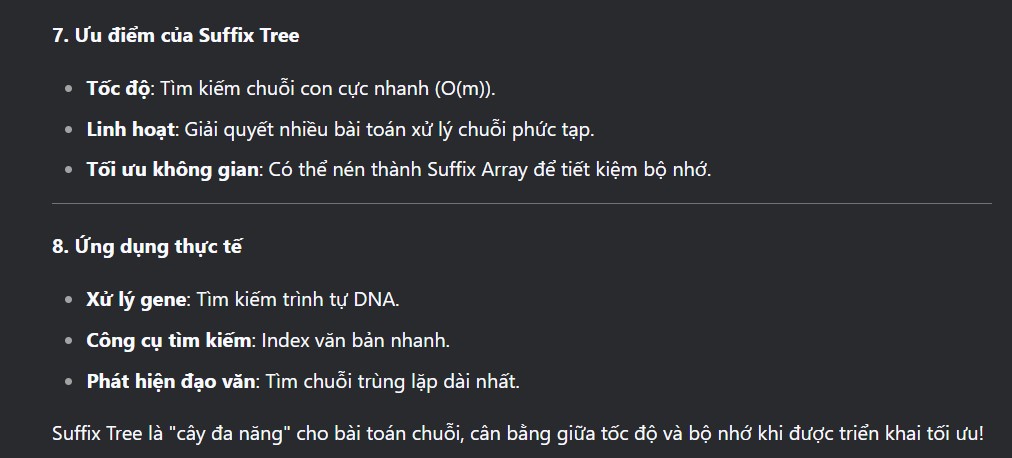 7. Ưu điểm của Suffix Tree
• Tốc độ: Tìm kiếm chuỗi con cực nhanh (O(m)).
• Linh hoạt: Giải quyết nhiều bài toán xử lý chuỗi phức tạp.
• Tối ưu không gian: Có thể nén thành Suffix Array để tiết kiệm bộ nhớ.
8. Ứng dụng thực tế
• Xử lý gene: Tìm kiếm trình tự DNA.
• Công cụ tìm kiếm: Index văn bản nhanh.
• Phát hiện đạo văn: Tìm chuỗi trùng lặp dài nhất.
Suffix Tree là "cây đa năng" cho bài toán chuỗi, cân bằng giữa tốc độ và bộ nhớ khi được triển khai tối ưu!